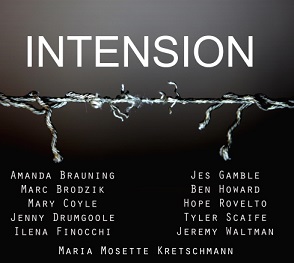 INTENSION
Amanda Brauning
Marc Brodzik
Mary Coyle
Jenny Drumgoole
Ilena Finocchi
Jes Gamble
Ben Howard
Hope Rovelto
Tyler Scaife
Jeremy Waltman
Maria Mosette Kretschmann